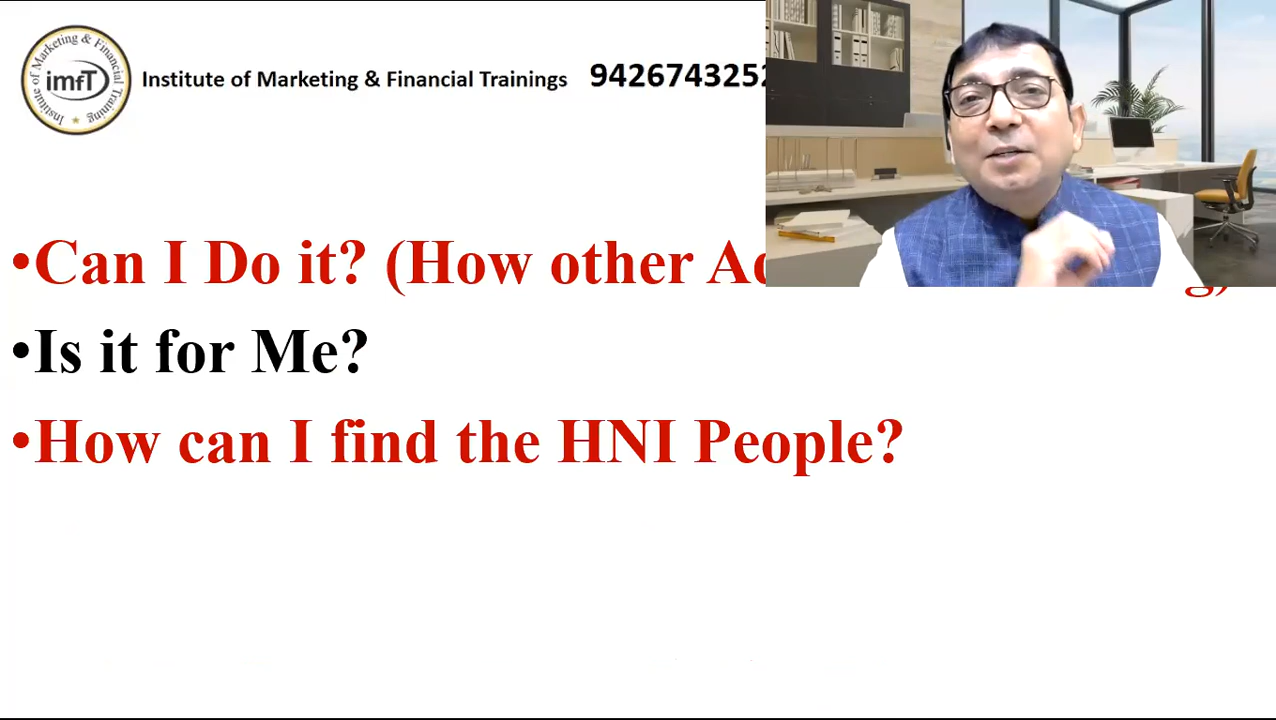 Institute of Marketing & Financial Training
imfT
Institute of Marketing & Financial Trainings 942674325
•Can I Do it? (How other
•Is it for Me?
•How can I find the HNI People?